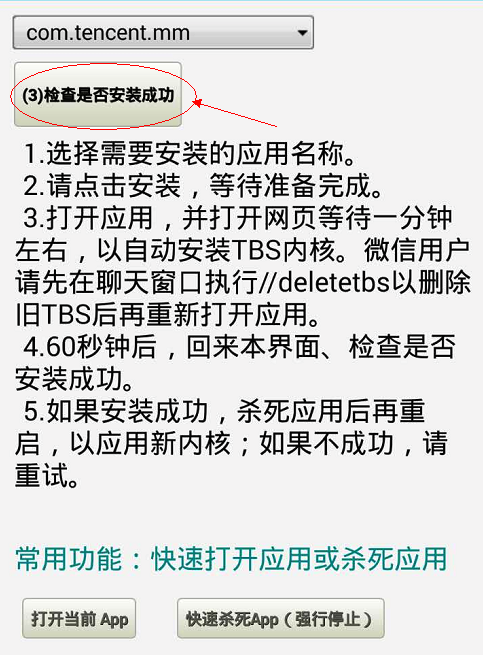 com.tencent.mm
(3)检查是否安装成功
1.选择需要安装的应用名称。
2.请点击安装，等待准备完成。
3.打开应用，并打开网页等待一分钟
左右，以自动安装TBS内核。微信用户
请先在聊天窗口执行//deletetbs以删除
旧TBS后再重新打开应用。
4.60秒钟后，回来本界面、检查是否
安装成功。
5.如果安装成功，杀死应用后再重
启，以应用新内核；如果不成功，请
重试。
常用功能：快速打开应用或杀死应用
打开当前 App
快速杀死App（强行停止）